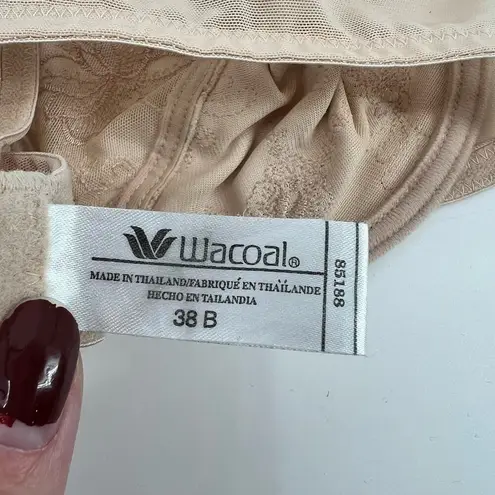 Wacoal®
MADE IN THAILAND/FABRIQUÉ EN THAÏLANDE
HECHO EN TAILANDIA
38 B
85188